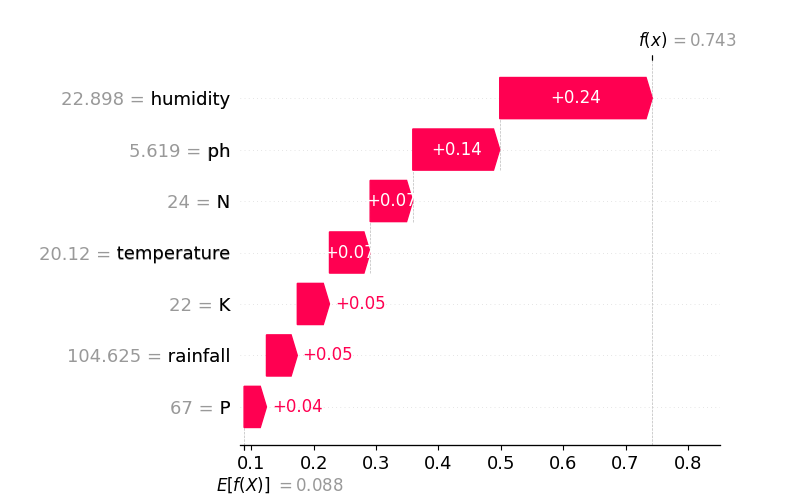 f(x) = 0.743
22.898 = humidity
+0.24
5.619 = ph
+0.14
24 = N
+0.07
20.12 = temperature
+0.07
22 = K
+0.05
104.625 = rainfall
+0.05
67 = P
+0.04
0.1 0.2 0.3 0.4 0.5 0.6 0.7 0.8
E[f(X)] = 0.088